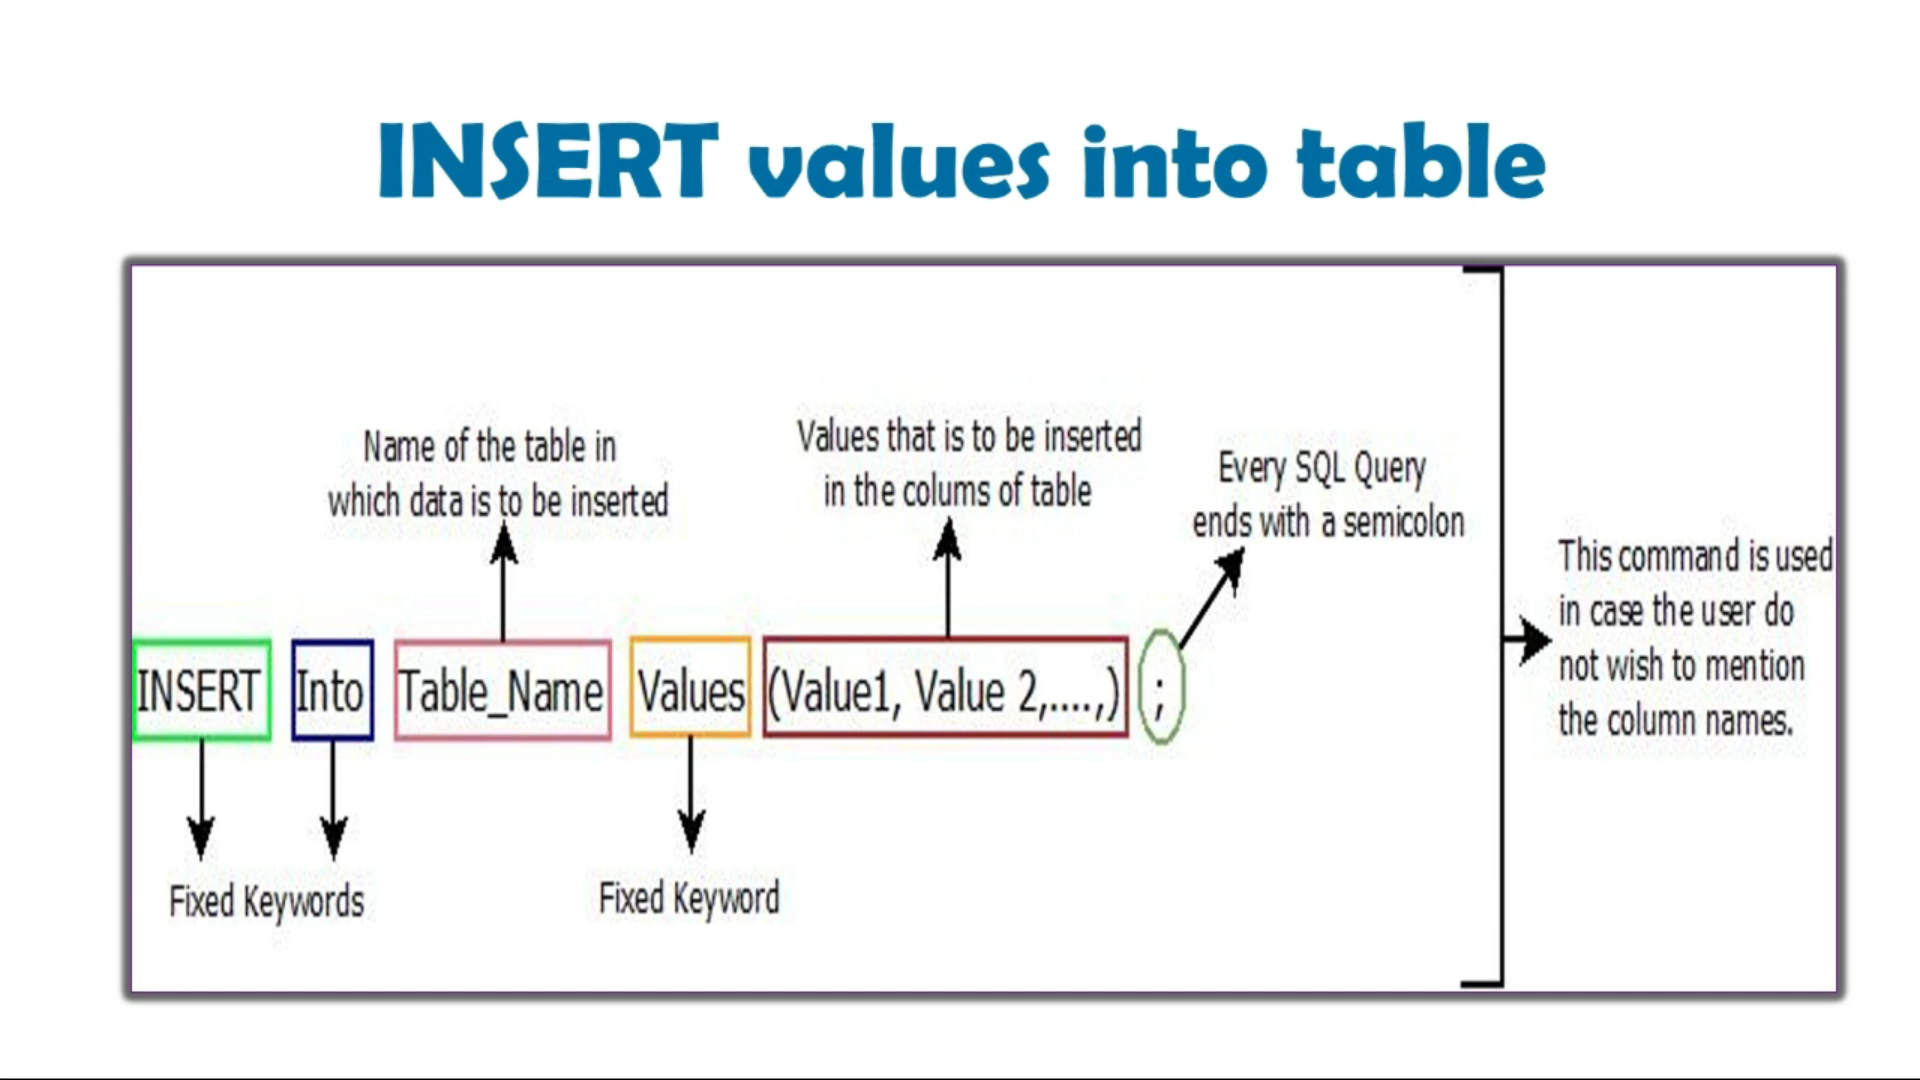 INSERT values into table
Name of the table in
which data is to be inserted
Values that is to be inserted
in the colums of table
Every SQL Query
ends with a semicolon
This command is used
in case the user do
not wish to mention
the column names.
INSERT Into Table_Name Values (Value1, Value 2,....,) ;
Fixed Keywords
Fixed Keyword